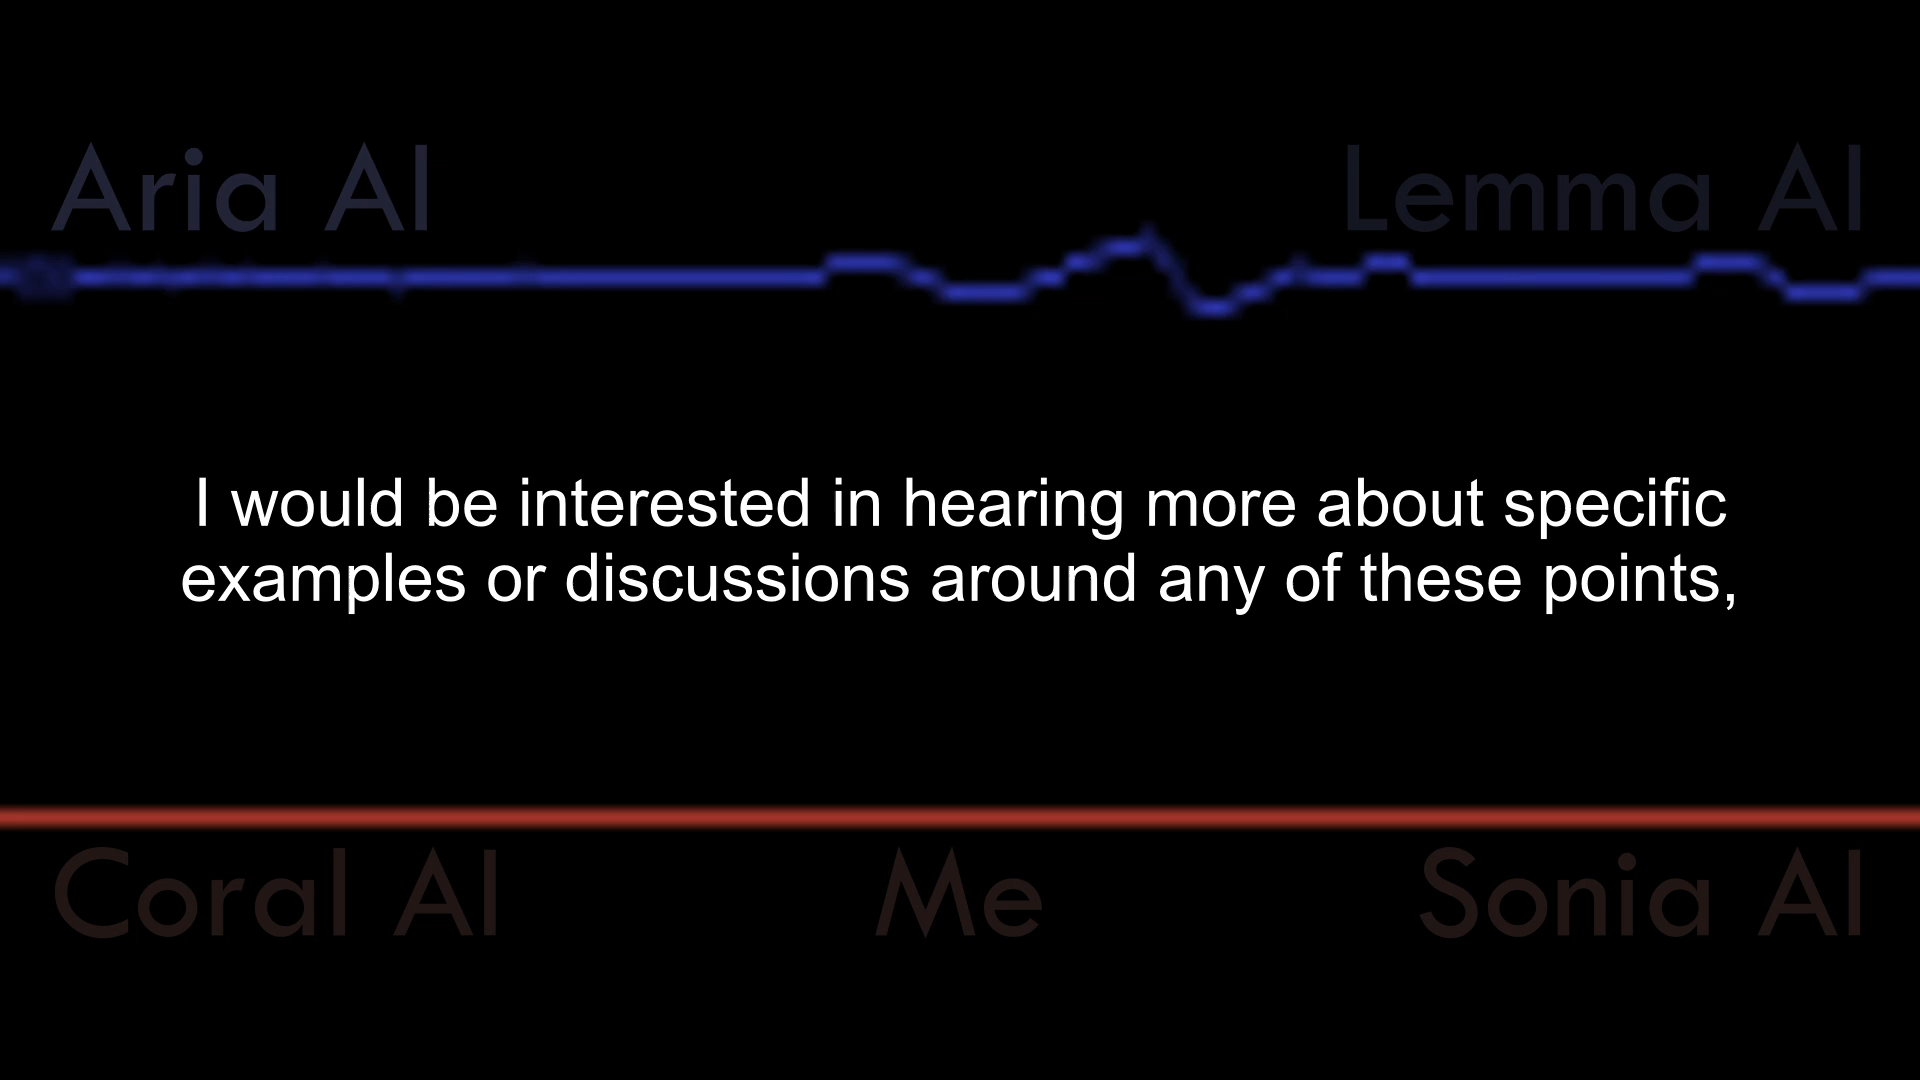 Aria AI
Lemma AI
I would be interested in hearing more about specific
examples or discussions around any of these points,
Coral AI
Me
Sonia AI